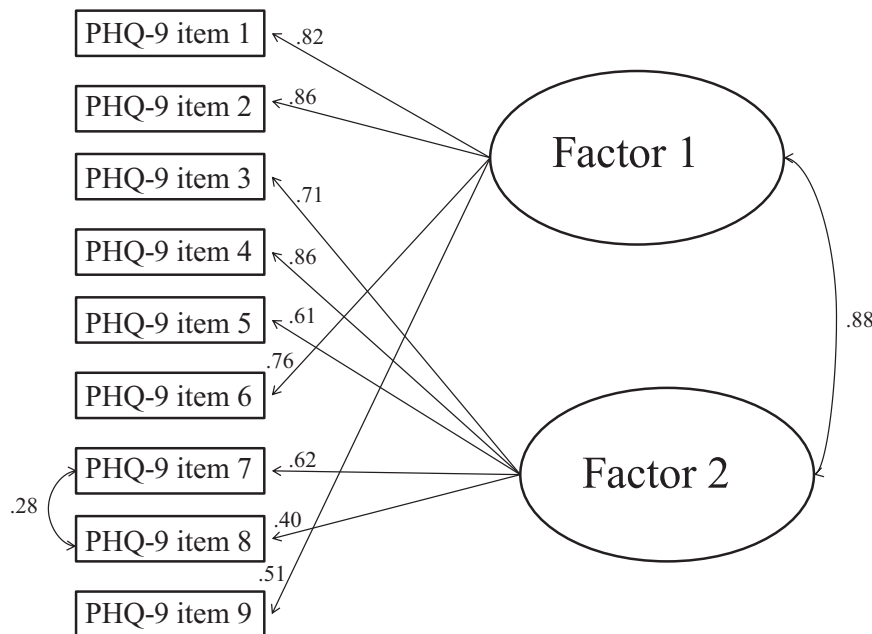 PHQ-9 item 1
.82
PHQ-9 item 2
.86
Factor 1
PHQ-9 item 3
.71
PHQ-9 item 4
.86
PHQ-9 item 5
.61
.88
.76
PHQ-9 item 6
PHQ-9 item 7
.62
Factor 2
.28
PHQ-9 item 8
.40
.51
PHQ-9 item 9